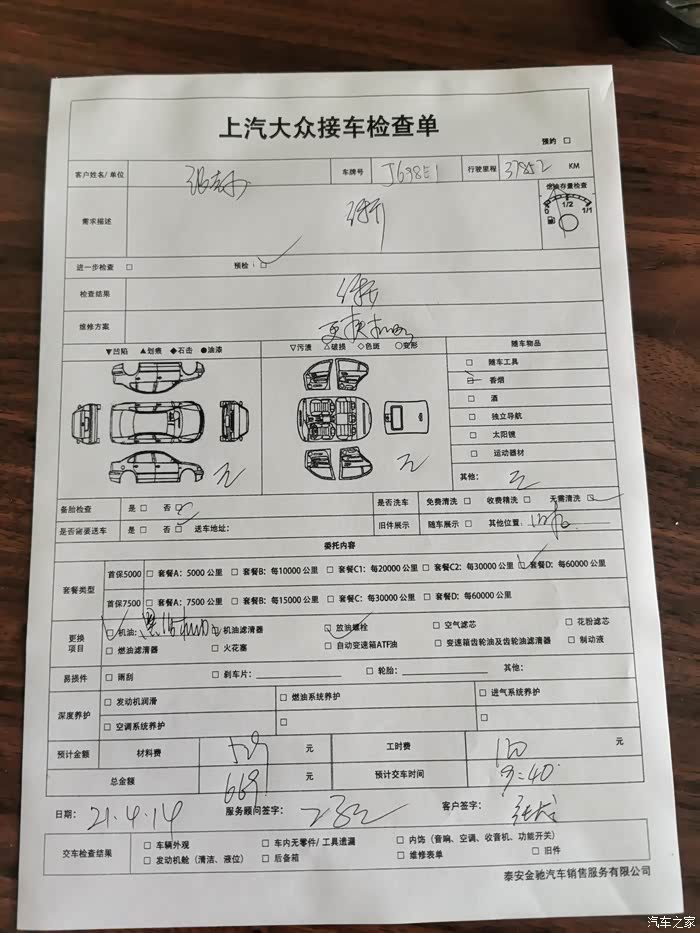 上汽大众接车检查单
预约 □
客户姓名/单位 车牌号 J698E1 行驶里程 37852 KM
需求描述 燃油存量检查
0 1/2 1/1
进一步检查 □ 预检: □
检查结果
维修方案 更换机油
▼凹陷 ▲划痕 ◆石击 ●油漆 ▽污渍 △破损 ◇色斑 ○变形 随车物品
□ 随车工具
□ 香烟
□ 酒
□ 独立导航
□ 太阳镜
□ 运动器材
无 无 其他: 无
备胎检查 是 □ 否 □ 是否洗车 免费清洗 □ 收费精洗 □ 无需清洗 □
是否需要送车 是 □ 否 □ 送车地址: 旧件展示 随车展示 □ 其他位置:
委托内容
套餐类型
首保5000 □ 套餐A: 5000 公里 □ 套餐B: 每10000 公里 □ 套餐C1: 每20000 公里 □ 套餐C2: 每30000 公里 □ 套餐D: 每60000 公里
首保7500 □ 套餐A: 7500 公里 □ 套餐B: 每15000 公里 □ 套餐C: 每30000 公里 □ 套餐D: 每60000 公里
更换项目 □ 机油: □ 机油滤清器 □ 放油螺栓 □ 空气滤芯 □ 花粉滤芯
□ 燃油滤清器 □ 火花塞 □ 自动变速箱ATF油 □ 变速箱齿轮油及齿轮油滤清器 □ 制动液
易损件 □ 雨刮 □ 刹车片: □ 轮胎: 其他:
深度养护 □ 发动机润滑 □ 燃油系统养护 □ 进气系统养护
□ 空调系统养护 □ □
预计金额 材料费 元 工时费 元
总金额 669 元 预计交车时间 9:40
日期: 21.4.14 服务顾问签字: 客户签字:
交车检查结果 □ 车辆外观 □ 车内无零件/工具遗漏 □ 内饰（音响、空调、收音机、功能开关）
□ 发动机舱（清洁、液位） □ 后备箱 □ 维修表单 □ 旧件
泰安金驰汽车销售服务有限公司
汽车之家